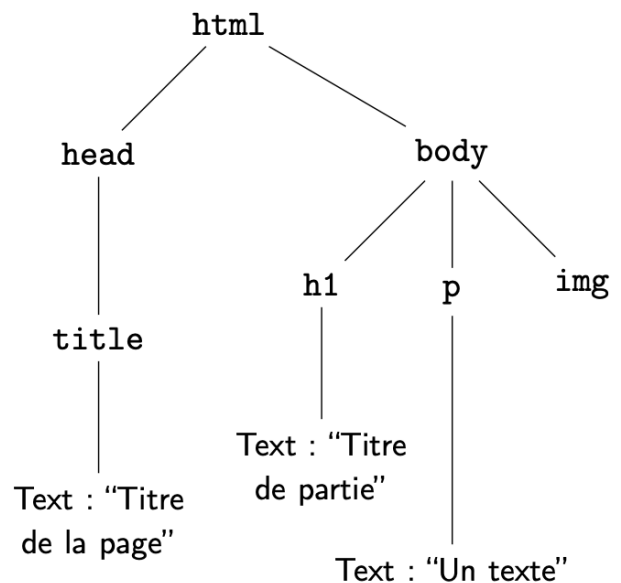 html
head
body
h1
p
img
title
Text : “Titre
de partie”
Text : “Titre
de la page”
Text : “Un texte”